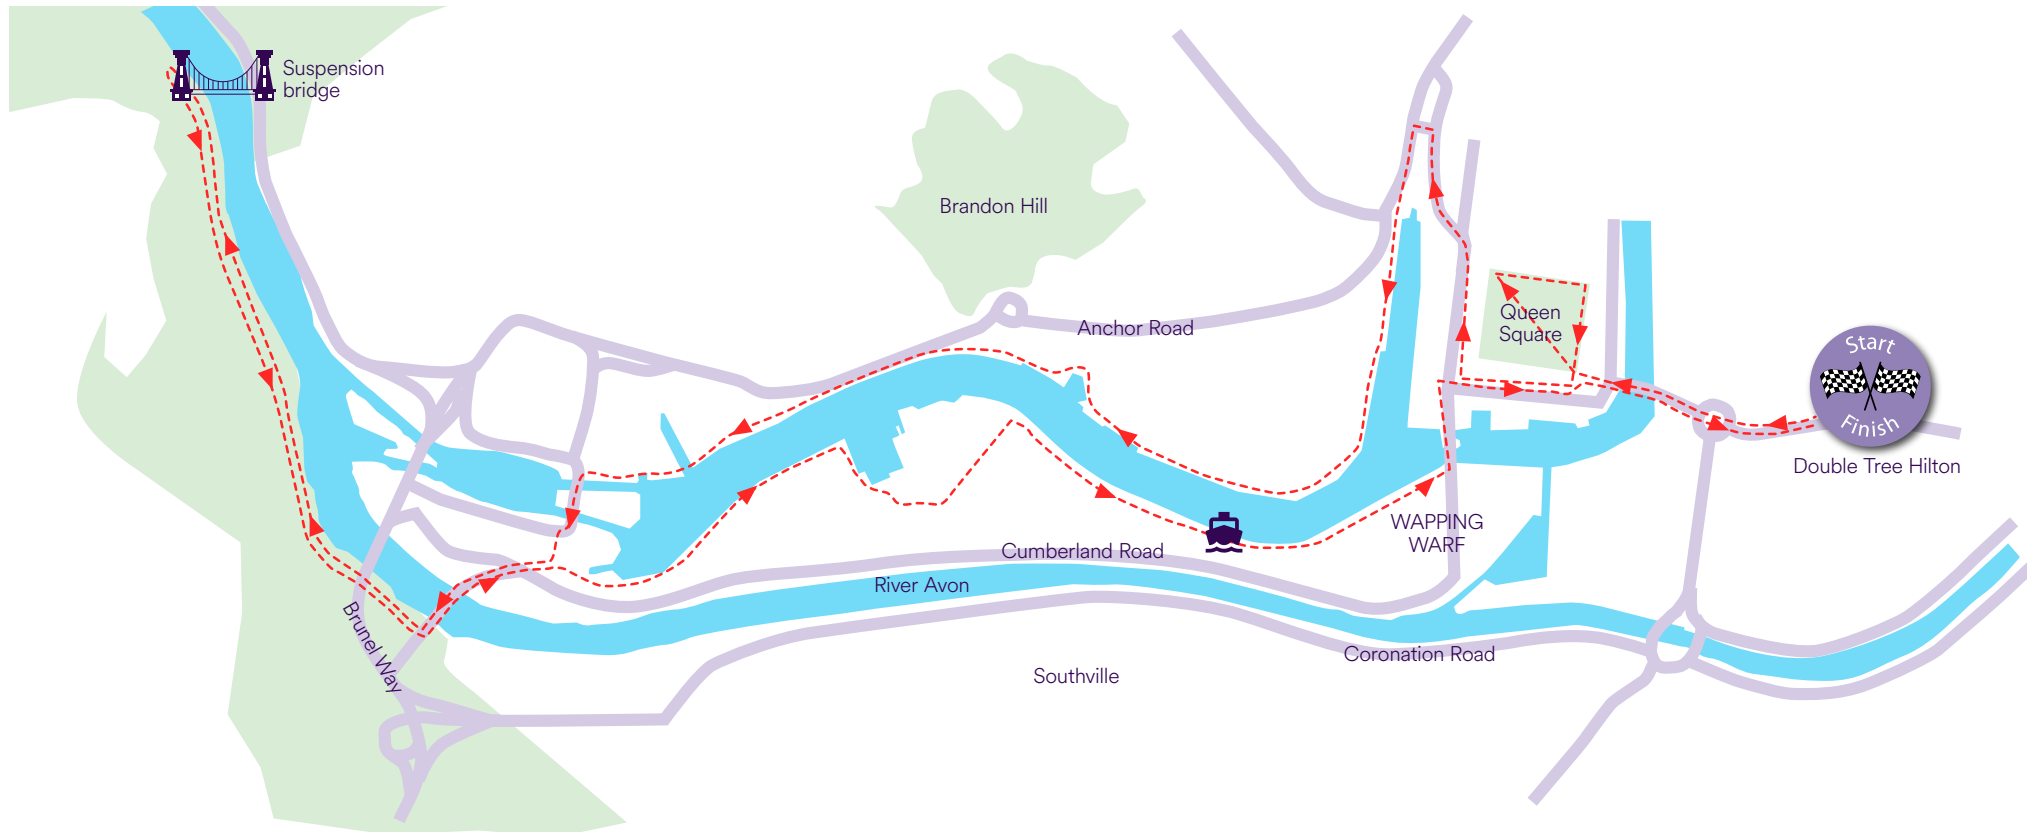 Suspension
bridge
Brandon Hill
Anchor Road
Queen
Square
Start
Finish
Double Tree Hilton
WAPPING
WARF
Cumberland Road
River Avon
Brunel Way
Coronation Road
Southville